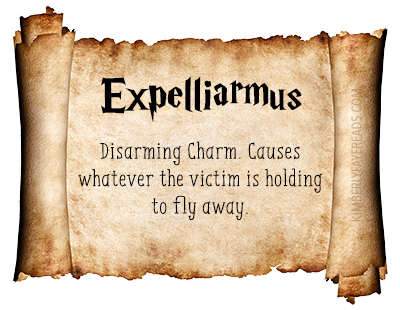 Expelliarmus
Disarming Charm. Causes
whatever the victim is holding
to fly away.
KIMBERLYFAYEREADS.COM